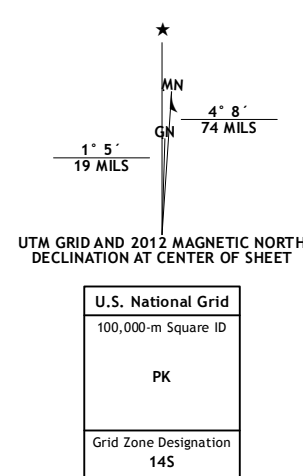 ★
MN
GN
4° 8´
74 MILS
1° 5´
19 MILS
UTM GRID AND 2012 MAGNETIC NORTH
DECLINATION AT CENTER OF SHEET
U.S. National Grid
100,000-m Square ID
PK
Grid Zone Designation
14S